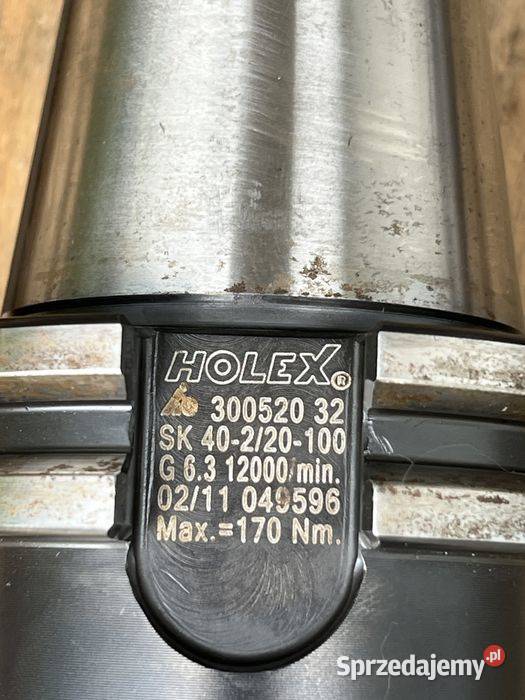 HOLEX®
300520 32
SK 40-2/20-100
G 6.3 12000/min.
02/11 049596
Max.=170 Nm.
Sprzedajemy.pl